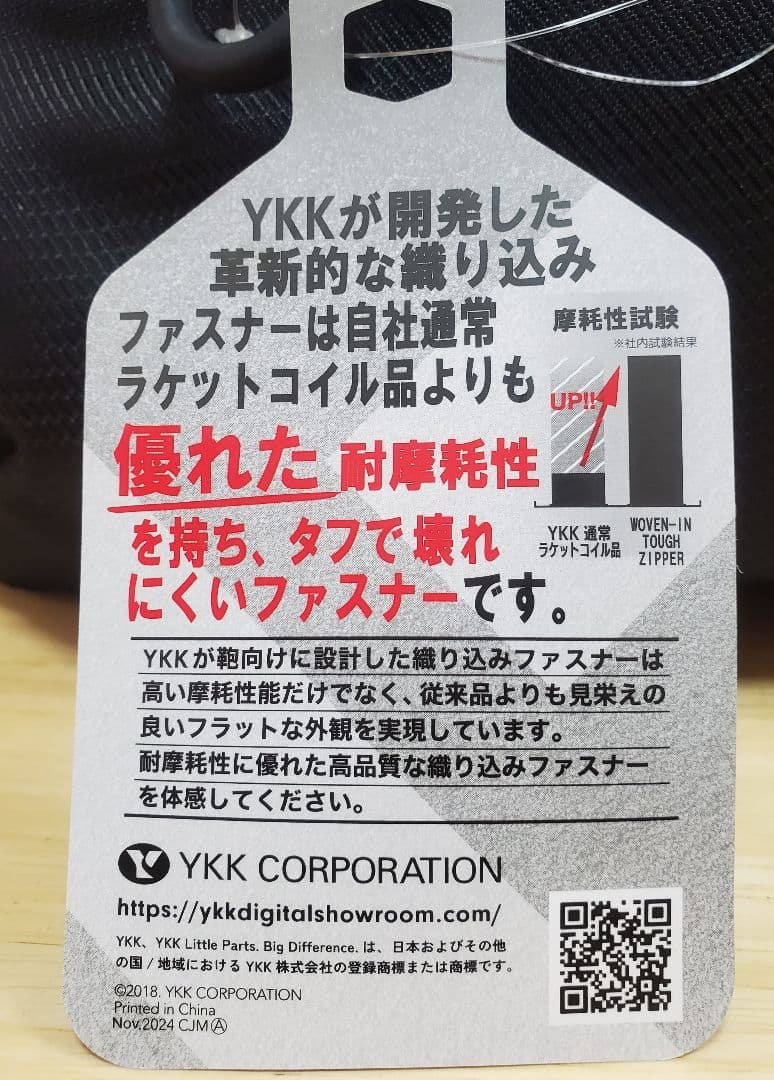 YKKが開発した
革新的な織り込み
ファスナーは自社通常
ラケットコイル品よりも
優れた 耐摩耗性
を持ち、タフで壊れ
にくいファスナーです。
摩耗性試験
※社内試験結果
UP!!
YKK 通常
ラケットコイル品
WOVEN-IN
TOUGH
ZIPPER
YKKが鞄向けに設計した織り込みファスナーは
高い摩耗性能だけでなく、従来品よりも見栄えの
良いフラットな外観を実現しています。
耐摩耗性に優れた高品質な織り込みファスナー
を体感してください。
YKK CORPORATION
https://ykkdigitalshowroom.com/
YKK、YKK Little Parts. Big Difference. は、日本およびその他
の国 / 地域における YKK 株式会社の登録商標または商標です。
©2018. YKK CORPORATION
Printed in China
Nov.2024 CJM Ⓐ